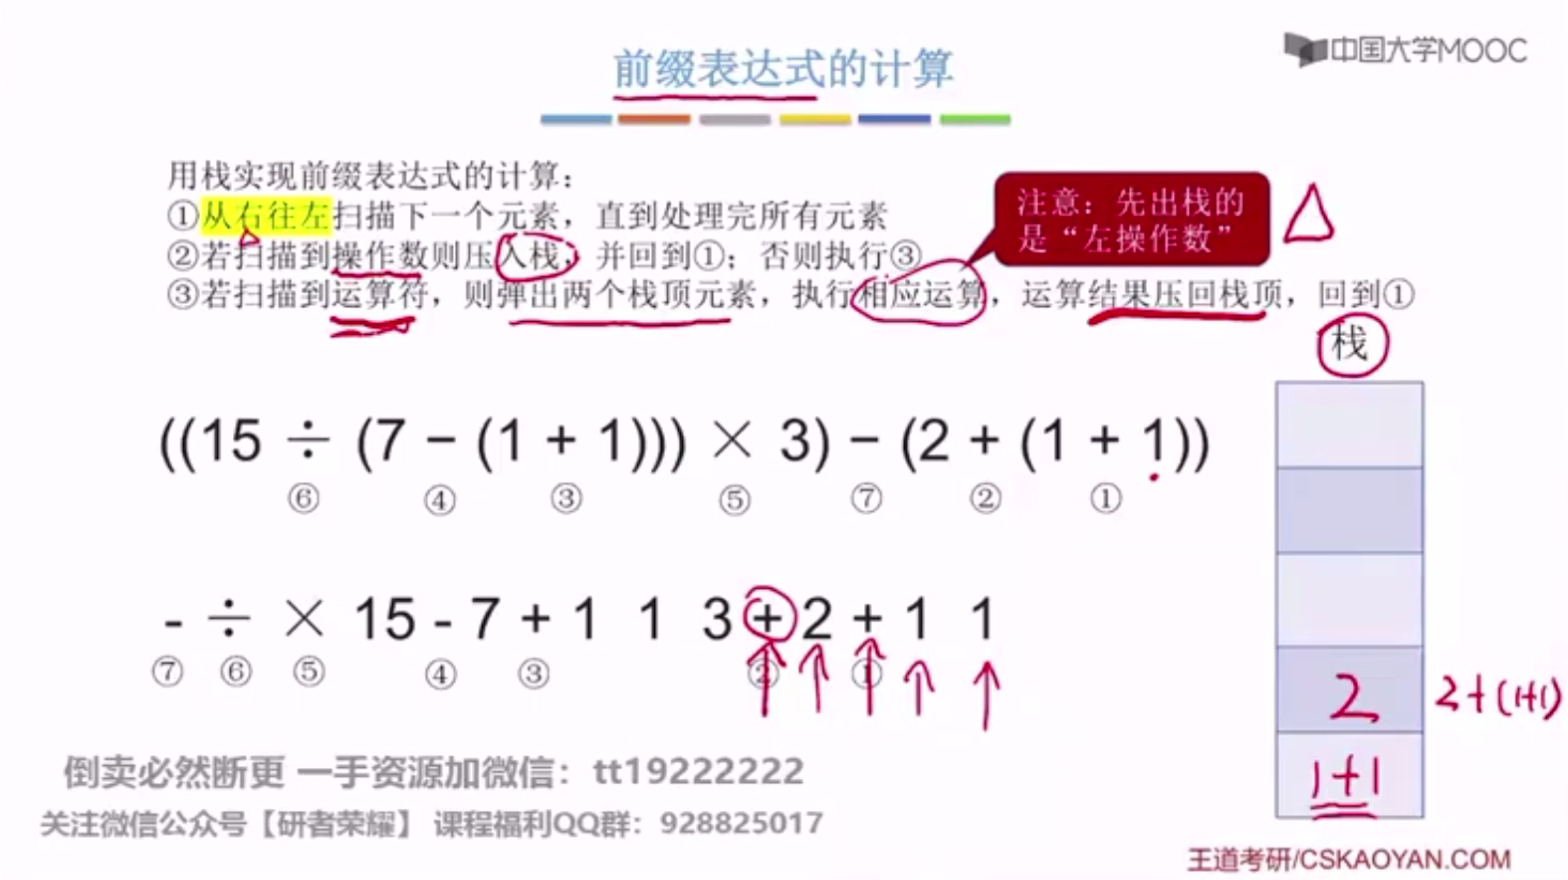 中国大学MOOC
前缀表达式的计算
用栈实现前缀表达式的计算：
①从右往左扫描下一个元素，直到处理完所有元素
②若扫描到操作数则压入栈，并回到①；否则执行③
③若扫描到运算符，则弹出两个栈顶元素，执行相应运算，运算结果压回栈顶，回到①
注意：先出栈的
是“左操作数”
栈
((15 ÷ (7 − (1 + 1))) × 3) − (2 + (1 + 1))
⑥ ④ ③ ⑤ ⑦ ② ①
- ÷ × 15 - 7 + 1 1 3 + 2 + 1 1
⑦ ⑥ ⑤ ④ ③ ② ①
2
2+(1+1)
1+1
倒卖必然断更 一手资源加微信：tt19222222
关注微信公众号【研者荣耀】 课程福利QQ群：928825017
王道考研/CSKAOYAN.COM